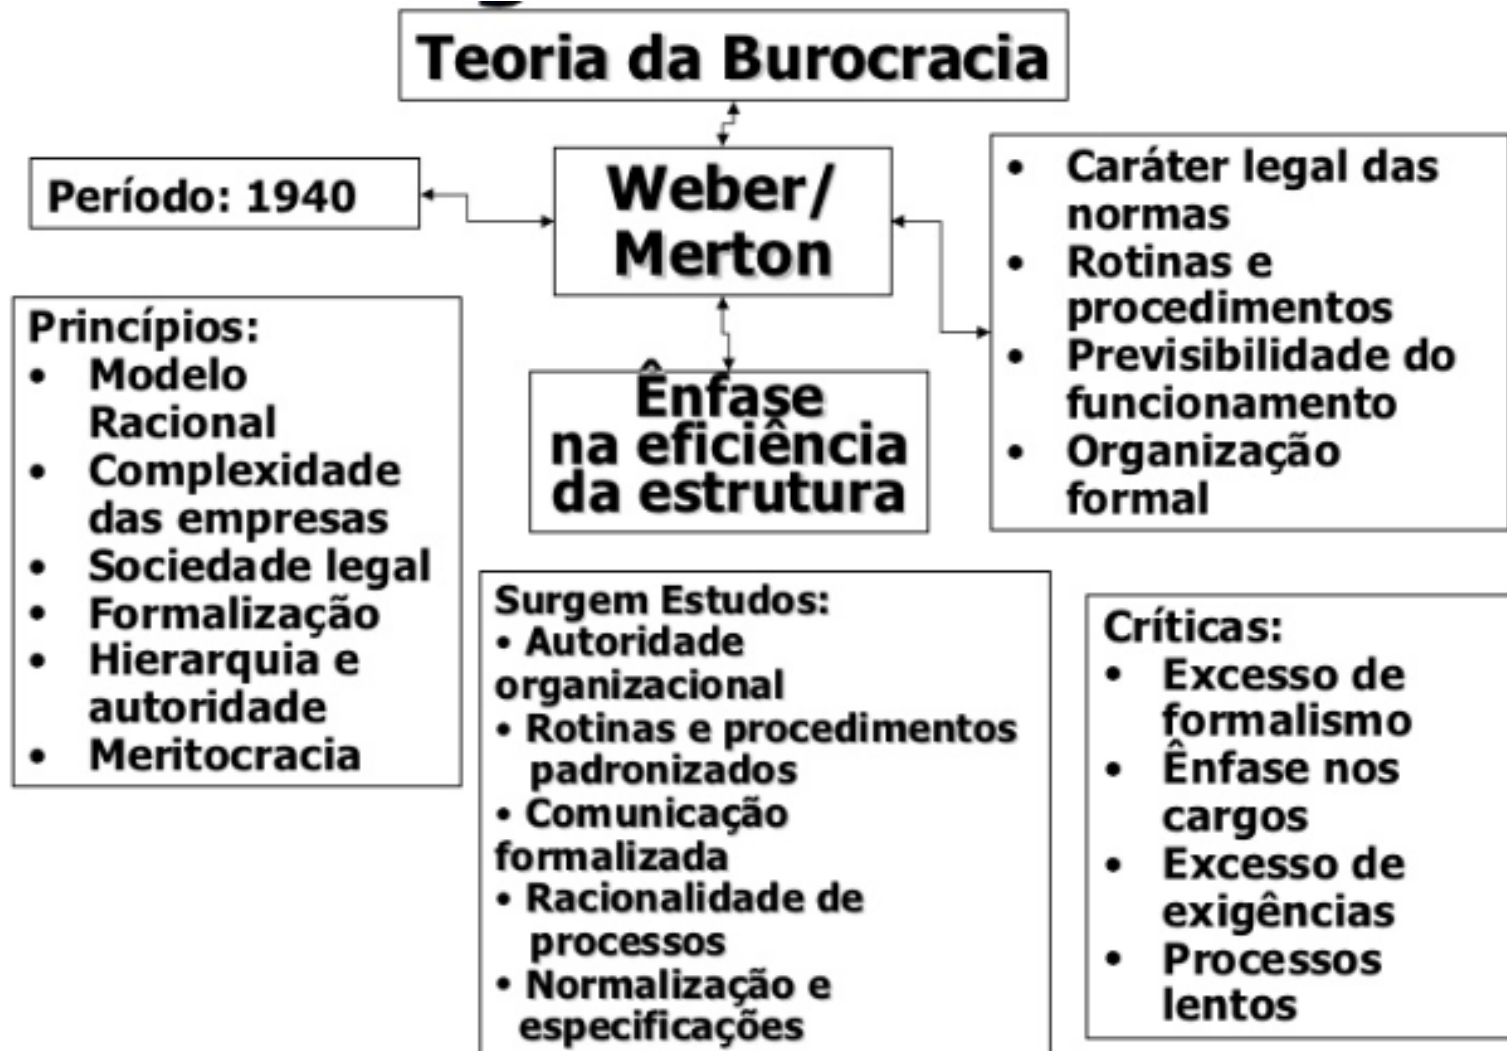 Teoria da Burocracia
Período: 1940
Weber/
Merton
• Caráter legal das
normas
• Rotinas e
procedimentos
• Previsibilidade do
funcionamento
• Organização
formal
Princípios:
• Modelo
Racional
• Complexidade
das empresas
• Sociedade legal
• Formalização
• Hierarquia e
autoridade
• Meritocracia
Ênfase
na eficiência
da estrutura
Surgem Estudos:
• Autoridade
organizacional
• Rotinas e procedimentos
padronizados
• Comunicação
formalizada
• Racionalidade de
processos
• Normalização e
especificações
Críticas:
• Excesso de
formalismo
• Ênfase nos
cargos
• Excesso de
exigências
• Processos
lentos